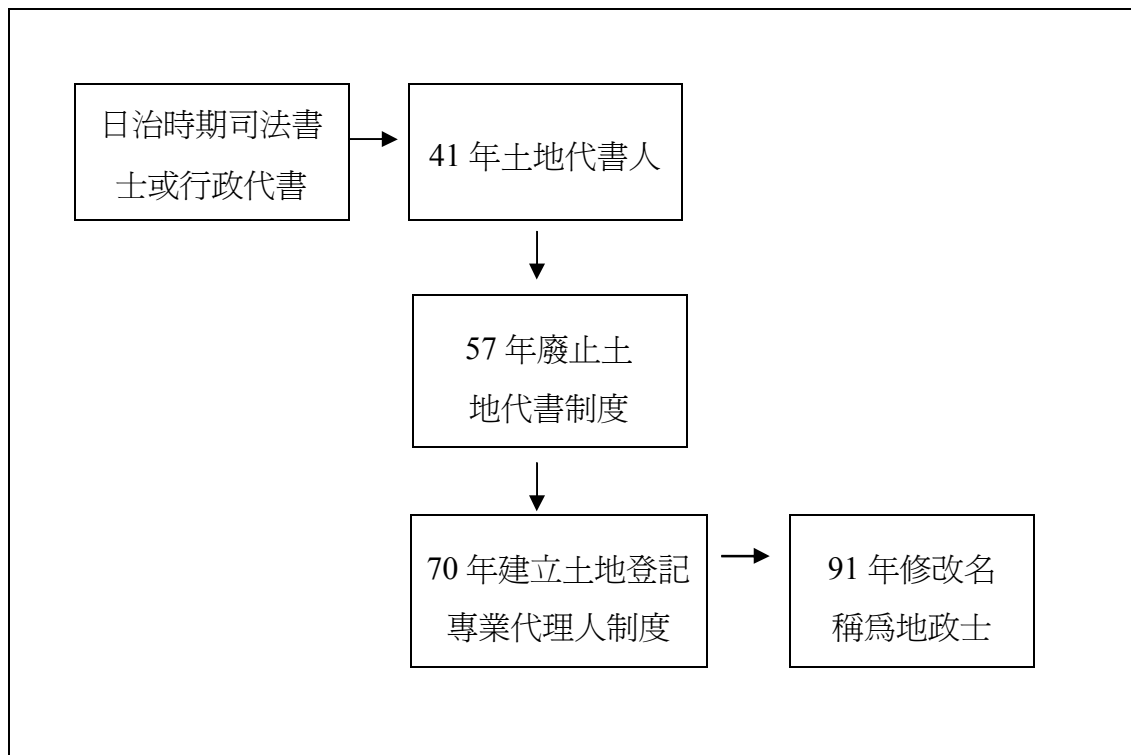 日治時期司法書
士或行政代書
41 年土地代書人
57 年廢止土
地代書制度
70 年建立土地登記
專業代理人制度
91 年修改名
稱為地政士